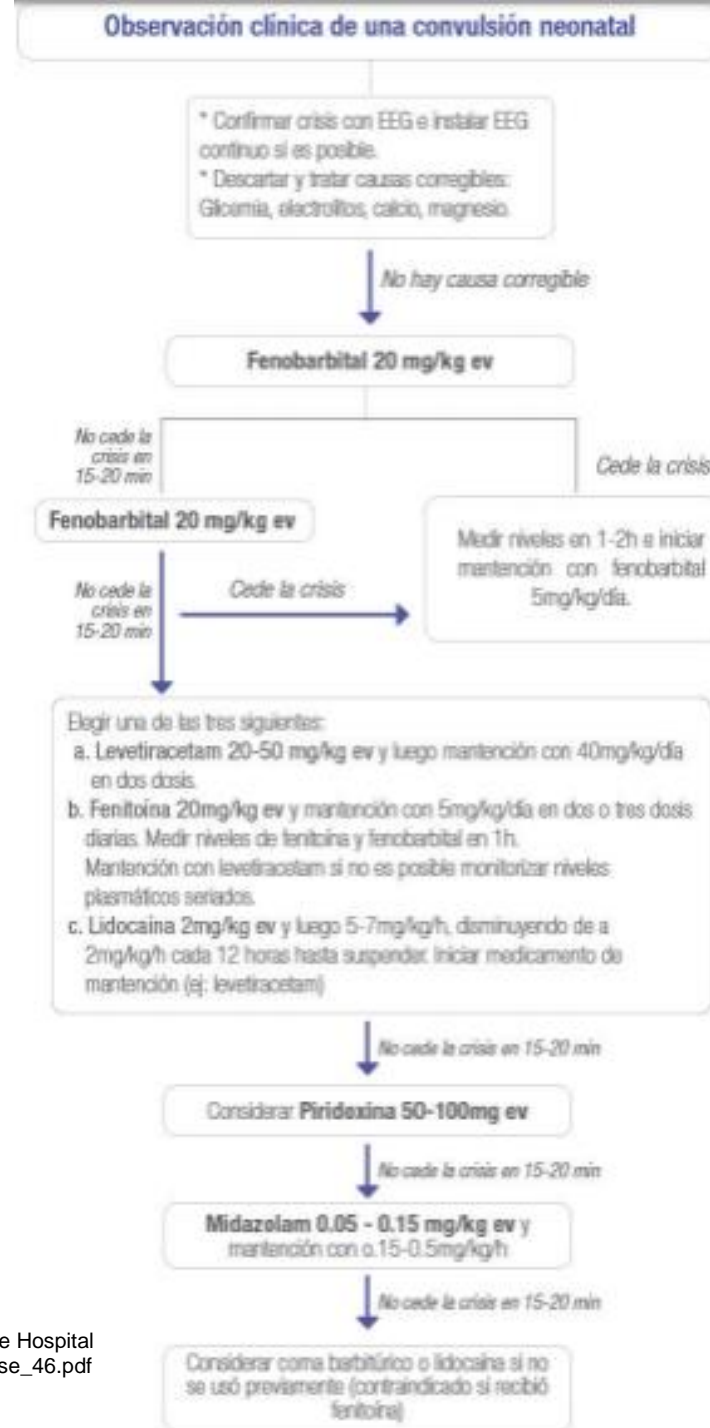 Observación clínica de una convulsión neonatal
* Confirmar crisis con EEG e instalar EEG
continuo si es posible.
* Descartar y tratar causas corregibles:
Glicemia, electrolitos, calcio, magnesio.
No hay causa corregible
Fenobarbital 20 mg/kg ev
No cede la
crisis en
15-20 min
Cede la crisis
Fenobarbital 20 mg/kg ev
Medir niveles en 1-2h e iniciar
mantención con fenobarbital
5mg/kg/día.
No cede la
crisis en
15-20 min
Cede la crisis
Elegir una de las tres siguientes:
a. Levetiracetam 20-50 mg/kg ev y luego mantención con 40mg/kg/día
en dos dosis.
b. Fenitoína 20mg/kg ev y mantención con 5mg/kg/día en dos o tres dosis
diarias. Medir niveles de fenitoína y fenobarbital en 1h.
Mantención con levetiracetam si no es posible monitorizar niveles
plasmáticos seriados.
c. Lidocaína 2mg/kg ev y luego 5-7mg/kg/h, disminuyendo de a
2mg/kg/h cada 12 horas hasta suspender. Iniciar medicamento de
mantención (ej: levetiracetam)
No cede la crisis en 15-20 min
Considerar Piridoxina 50-100mg ev
No cede la crisis en 15-20 min
Midazolam 0.05 - 0.15 mg/kg ev y
mantención con o.15-0.5mg/kg/h
No cede la crisis en 15-20 min
e Hospital
se_46.pdf
Considerar coma barbitúrico o lidocaína si no
se usó previamente (contraindicado si recibió
fenitoína)